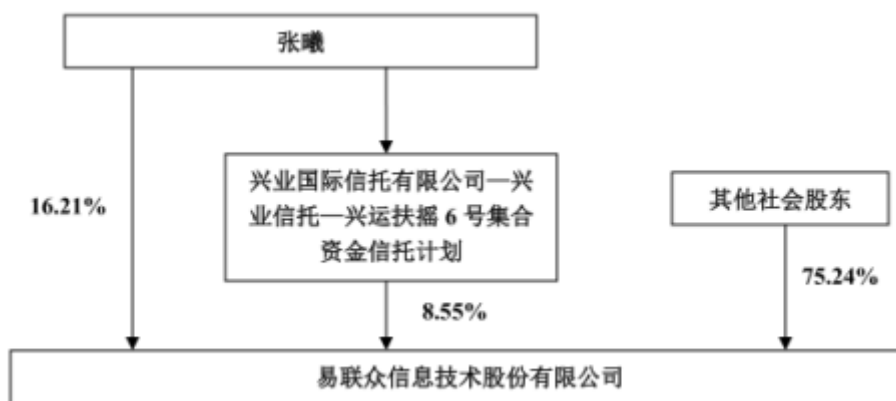 张曦
16.21%
兴业国际信托有限公司—兴
业信托—兴运扶摇 6 号集合
资金信托计划
其他社会股东
8.55%
75.24%
易联众信息技术股份有限公司